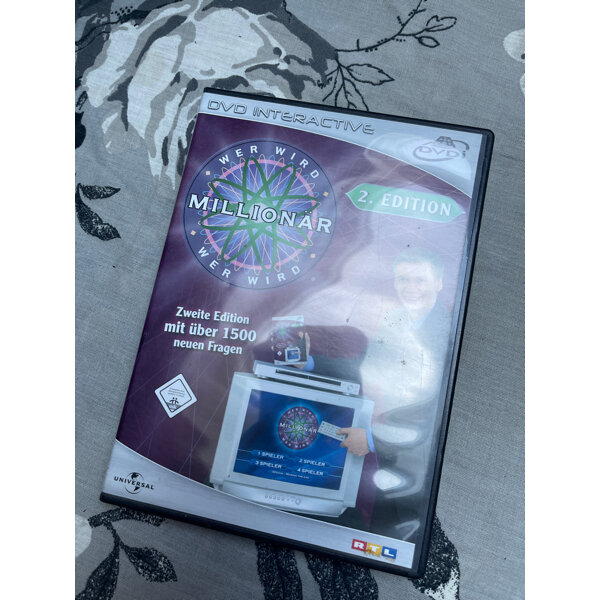 DVD INTERACTIVE
DVD
WER WIRD
MILLIONÄR
WER WIRD
2. EDITION
Zweite Edition
mit über 1500
neuen Fragen
MILLIONÄR
1 SPIELER
2 SPIELER
3 SPIELER
4 SPIELER
UNIVERSAL
RTL